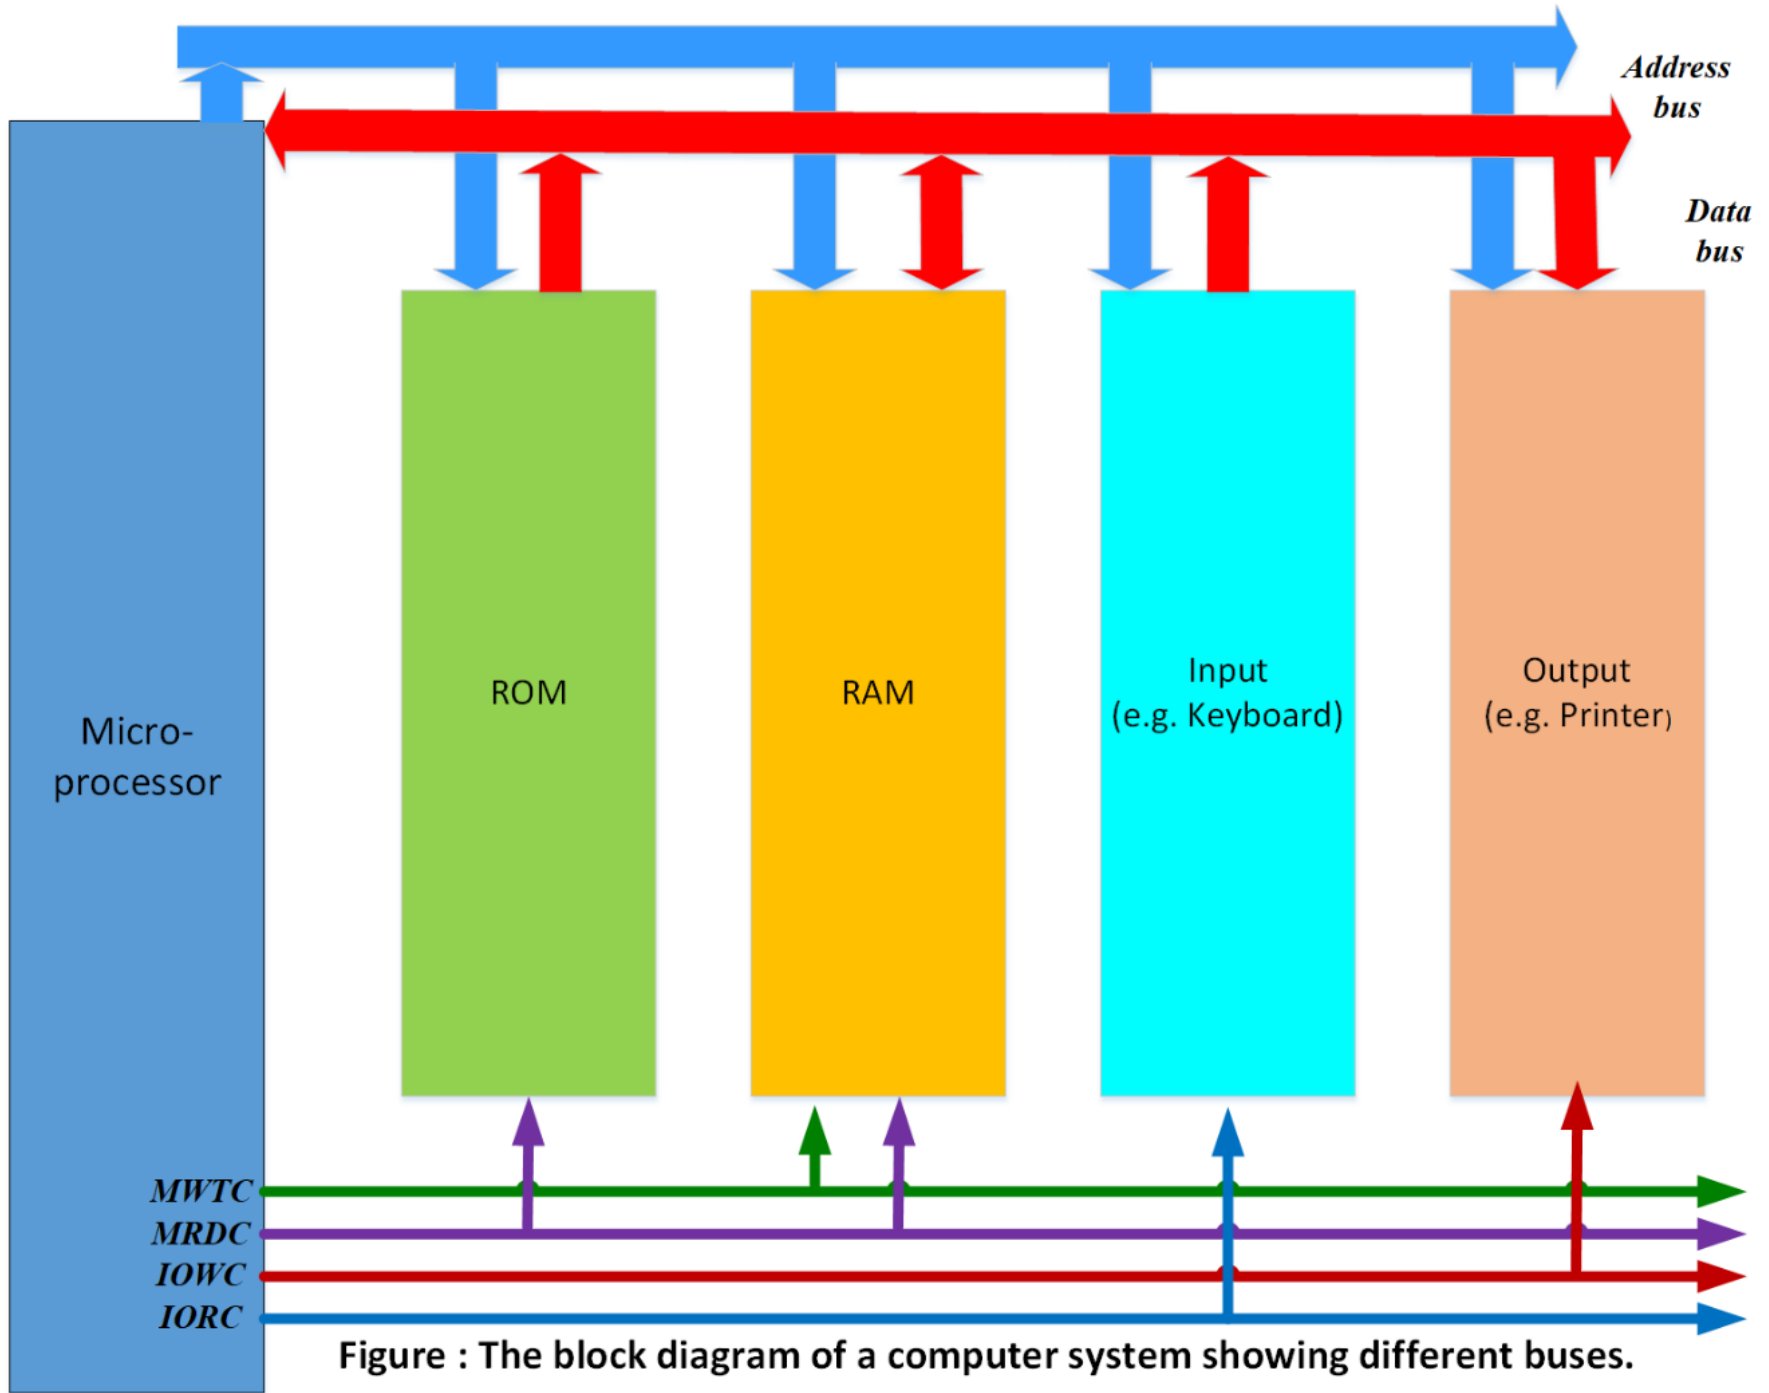 Address
bus
Data
bus
Micro-
processor
ROM
RAM
Input
(e.g. Keyboard)
Output
(e.g. Printer)
MWTC
MRDC
IOWC
IORC
Figure : The block diagram of a computer system showing different buses.